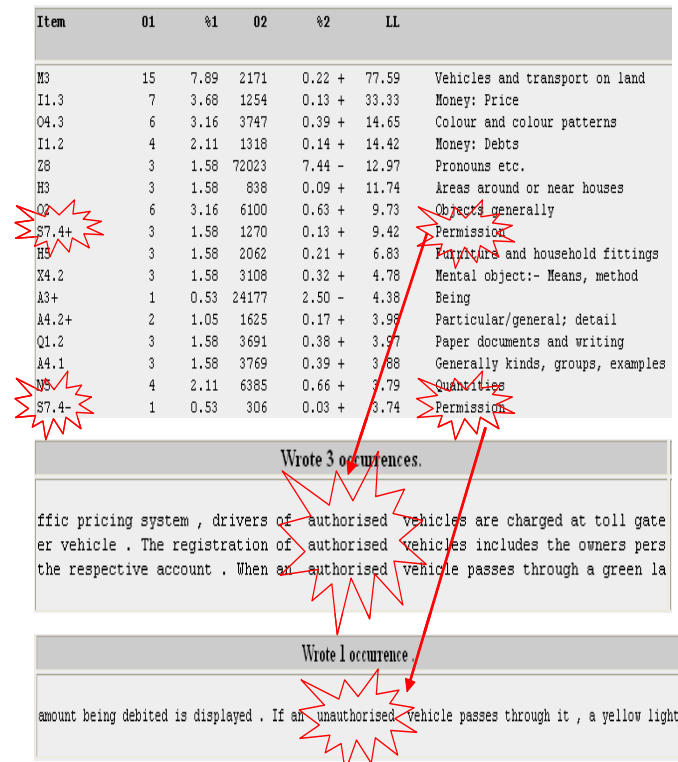 Item 01 %1 02 %2 LL
M3 15 7.89 2171 0.22 + 77.59 Vehicles and transport on land
I1.3 7 3.68 1254 0.13 + 33.33 Money: Price
O4.3 6 3.16 3747 0.39 + 14.65 Colour and colour patterns
I1.2 4 2.11 1318 0.14 + 14.42 Money: Debts
Z8 3 1.58 72023 7.44 - 12.97 Pronouns etc.
H3 3 1.58 838 0.09 + 11.74 Areas around or near houses
O2 6 3.16 6100 0.63 + 9.73 Objects generally
S7.4+ 3 1.58 1270 0.13 + 9.42 Permission
H5 3 1.58 2062 0.21 + 6.83 Furniture and household fittings
X4.2 3 1.58 3108 0.32 + 4.78 Mental object:- Means, method
A3+ 1 0.53 24177 2.50 - 4.38 Being
A4.2+ 2 1.05 1625 0.17 + 3.98 Particular/general; detail
Q1.2 3 1.58 3691 0.38 + 3.97 Paper documents and writing
A4.1 3 1.58 3769 0.39 + 3.88 Generally kinds, groups, examples
N5 4 2.11 6385 0.66 + 3.79 Quantities
S7.4- 1 0.53 306 0.03 + 3.74 Permission
Wrote 3 occurrences.
ffic pricing system , drivers of authorised vehicles are charged at toll gate
er vehicle . The registration of authorised vehicles includes the owners pers
the respective account . When an authorised vehicle passes through a green la
Wrote 1 occurrence .
amount being debited is displayed . If an unauthorised vehicle passes through it , a yellow light